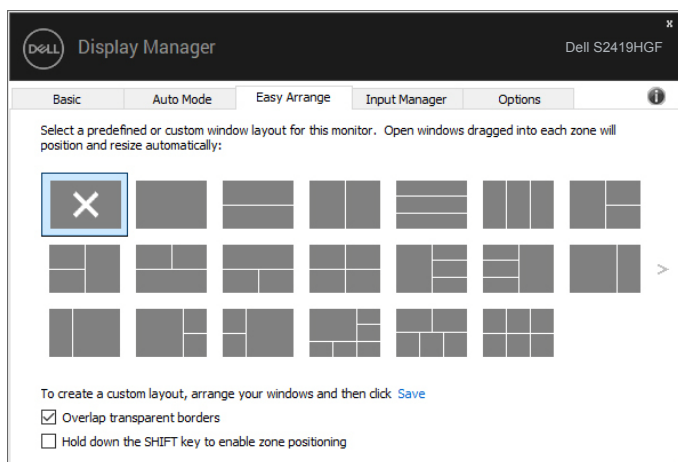 x
DELL Display Manager Dell S2419HGF
Basic Auto Mode Easy Arrange Input Manager Options
Select a predefined or custom window layout for this monitor. Open windows dragged into each zone will
position and resize automatically:
To create a custom layout, arrange your windows and then click Save
Overlap transparent borders
Hold down the SHIFT key to enable zone positioning